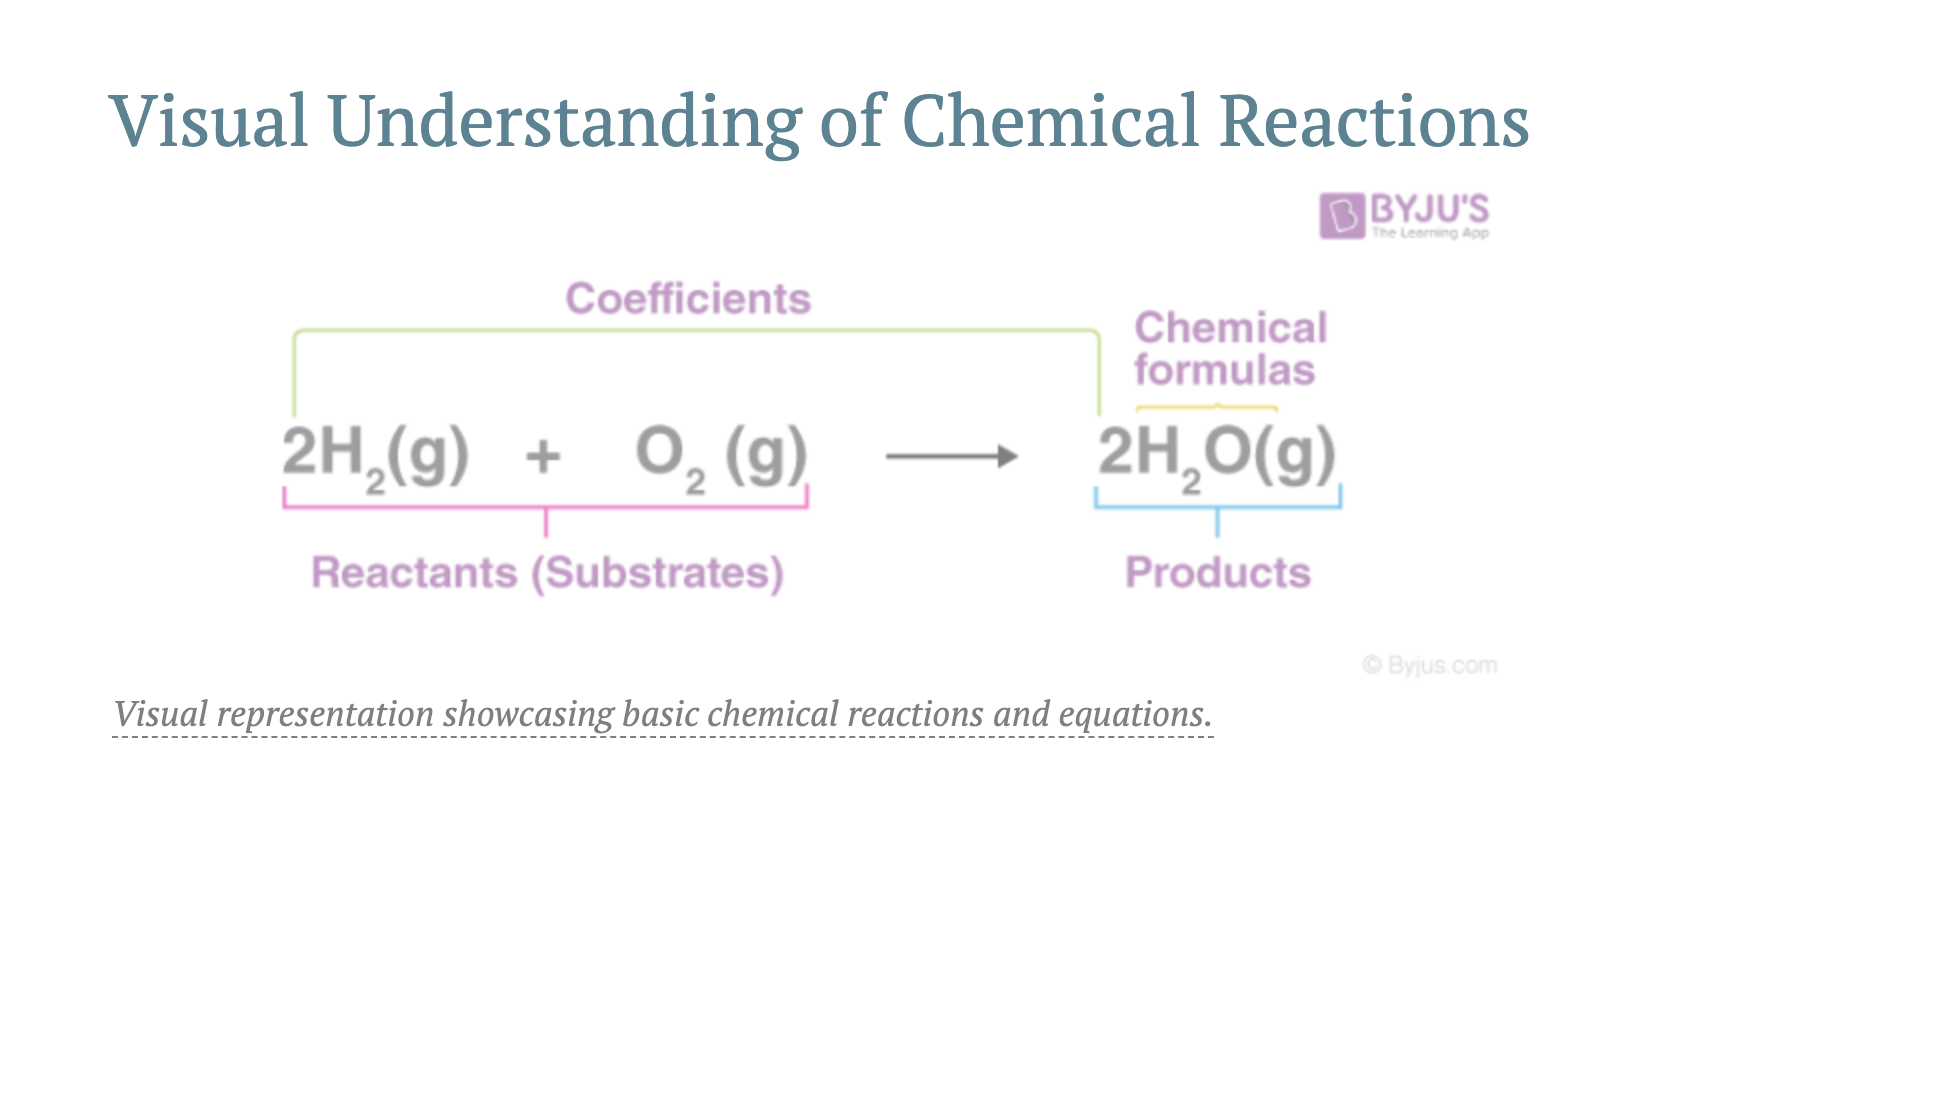 Visual Understanding of Chemical Reactions
BYJU'S
The Learning App
Coefficients
Chemical
formulas
2H₂(g) + O₂ (g) ⟶ 2H₂O(g)
Reactants (Substrates)
Products
© Byjus.com
Visual representation showcasing basic chemical reactions and equations.